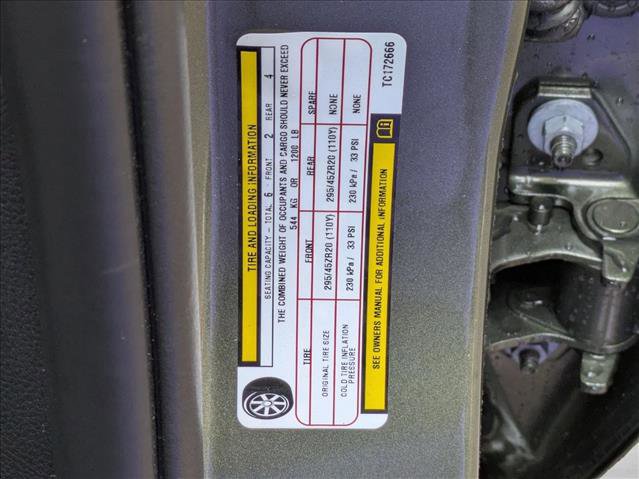 TIRE AND LOADING INFORMATION
SEATING CAPACITY - TOTAL 6 - FRONT 2 REAR 4
THE COMBINED WEIGHT OF OCCUPANTS AND CARGO SHOULD NEVER EXCEED
544 KG OR 1200 LB
TIRE FRONT REAR SPARE
ORIGINAL TIRE SIZE 295/45ZR20 (110Y) 295/45ZR20 (110Y) NONE
COLD TIRE INFLATION PRESSURE 230 kPa / 33 PSI 230 kPa / 33 PSI NONE
SEE OWNERS MANUAL FOR ADDITIONAL INFORMATION
TC172666